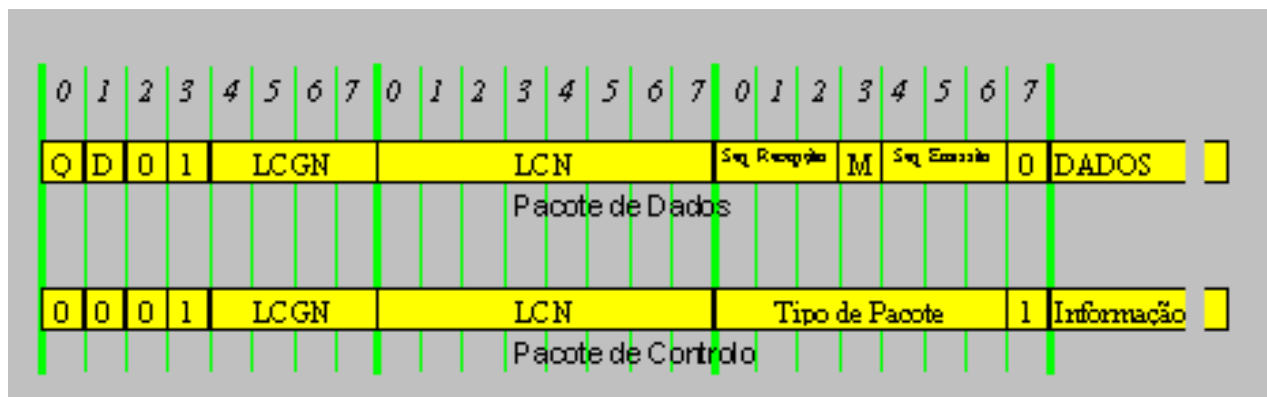 0 1 2 3 4 5 6 7 0 1 2 3 4 5 6 7 0 1 2 3 4 5 6 7
Q D 0 1 LCGN LCN Seq Recepção M Seq Emissão 0 DADOS
Pacote de Dados
0 0 0 1 LCGN LCN Tipo de Pacote 1 Informação
Pacote de Controlo